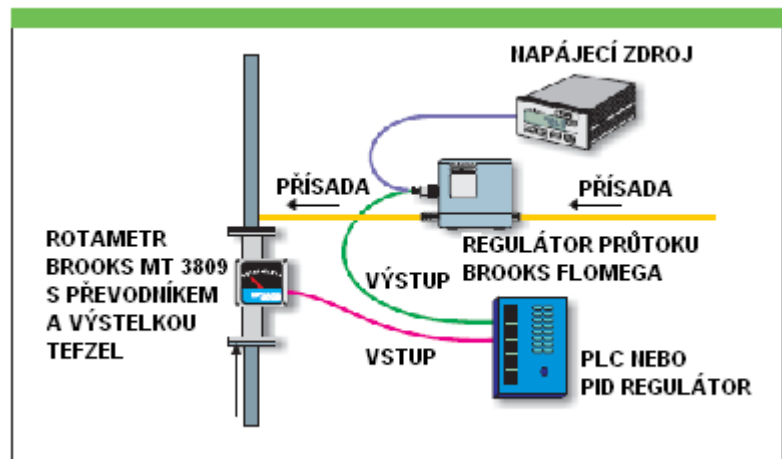 NAPÁJECÍ ZDROJ
PŘÍSADA
PŘÍSADA
ROTAMETR
BROOKS MT 3809
S PŘEVODNÍKEM
A VÝSTELKOU
TEFZEL
REGULÁTOR PRŮTOKU
BROOKS FLOMEGA
VÝSTUP
VSTUP
PLC NEBO
PID REGULÁTOR